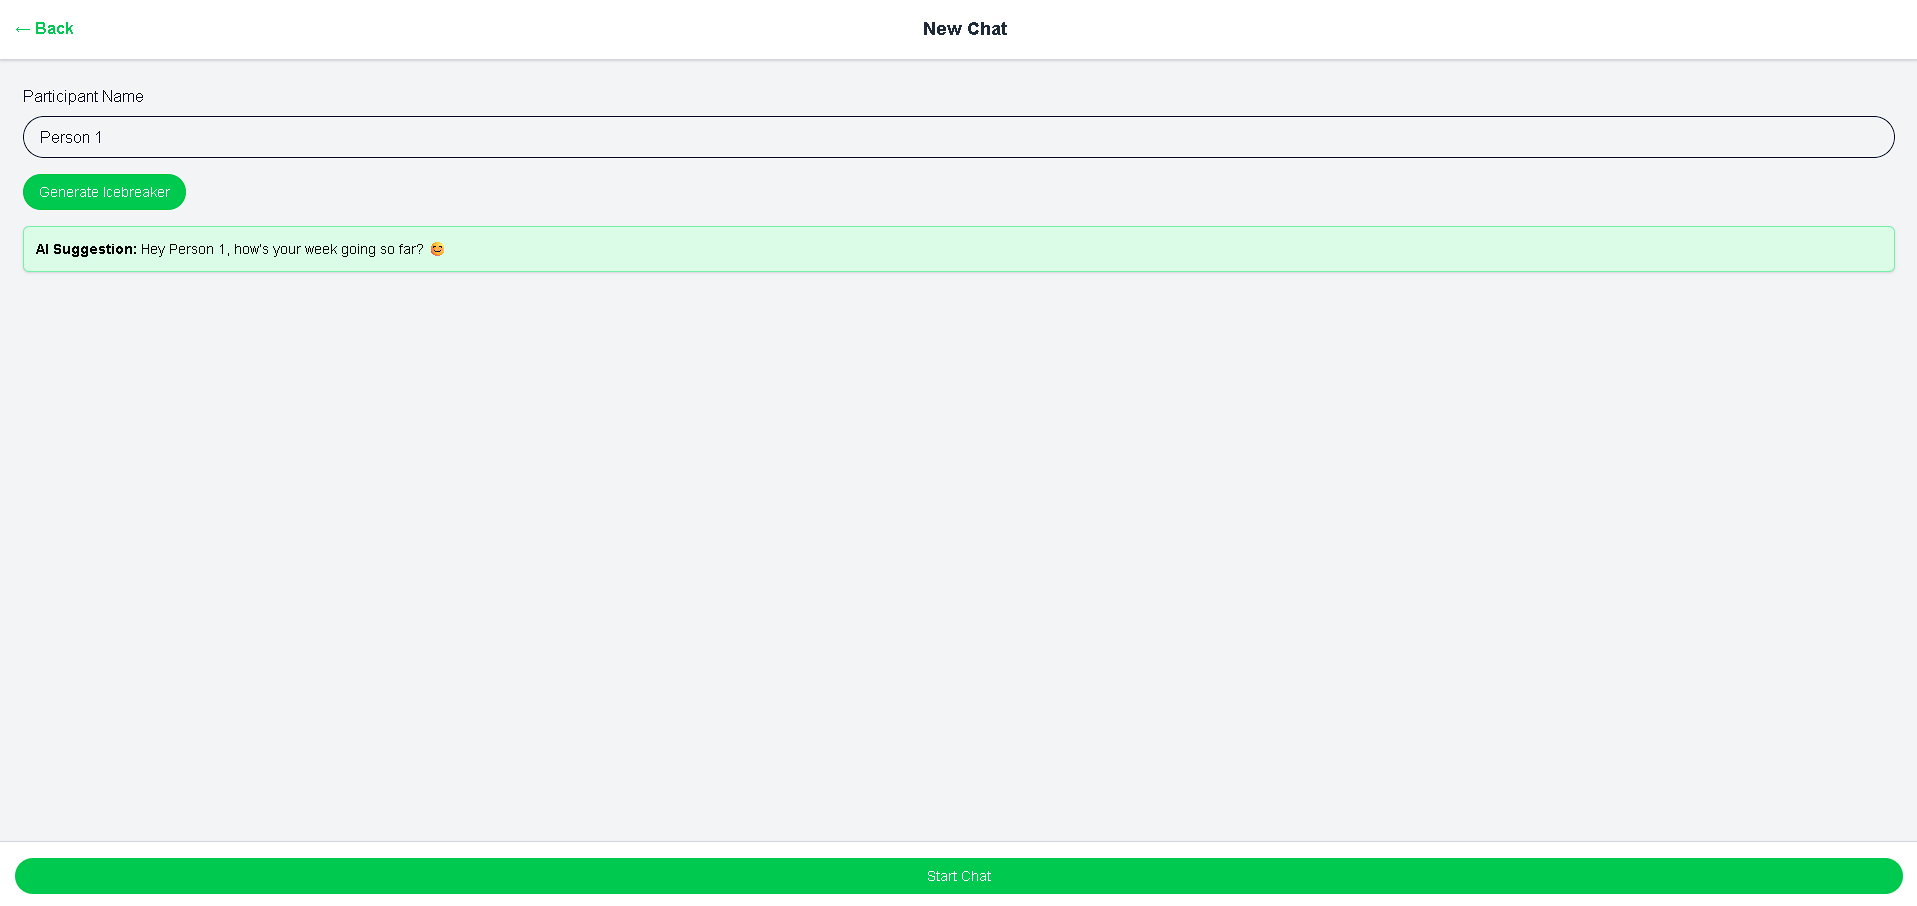 ← Back
New Chat
Participant Name
Person 1
Generate Icebreaker
AI Suggestion: Hey Person 1, how's your week going so far? 😊
Start Chat